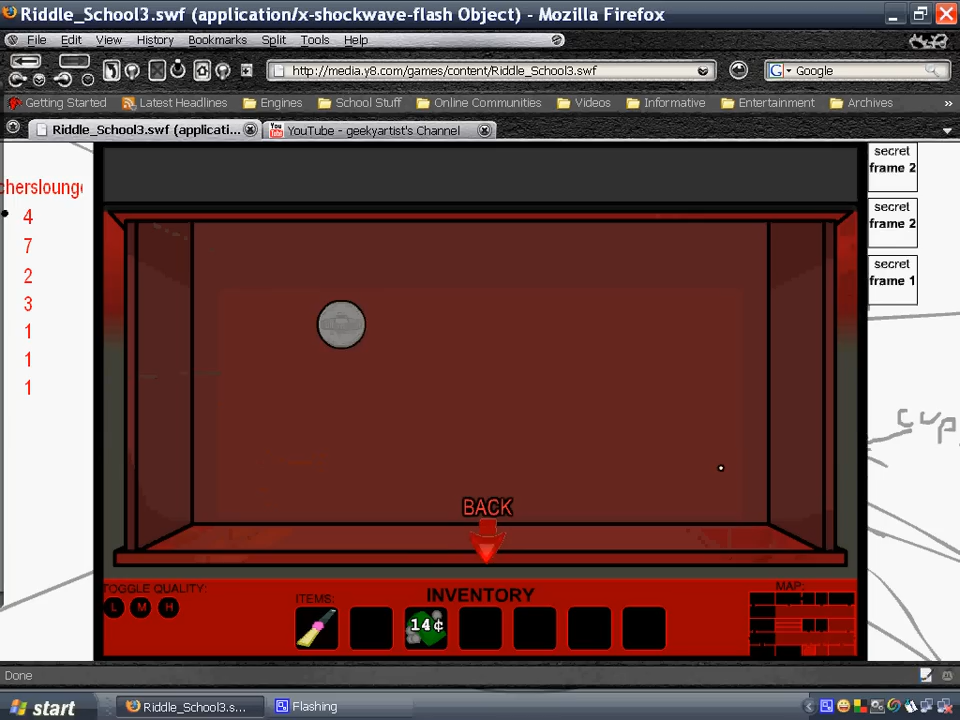 Riddle_School3.swf (application/x-shockwave-flash Object) - Mozilla Firefox
File Edit View History Bookmarks Split Tools Help
http://media.y8.com/games/content/Riddle_School3.swf
G Google
Getting Started Latest Headlines Engines School Stuff Online Communities Videos Informative Entertainment Archives »
Riddle_School3.swf (applicati... YouTube - geekyartist's Channel
cherslounge
4
7
2
3
1
1
1
secret
frame 2
secret
frame 2
secret
frame 1
cup
BACK
TOGGLE QUALITY:
L M H
ITEMS:
INVENTORY
14¢
MAP:
Done
start Riddle_School3.sw... Flashing